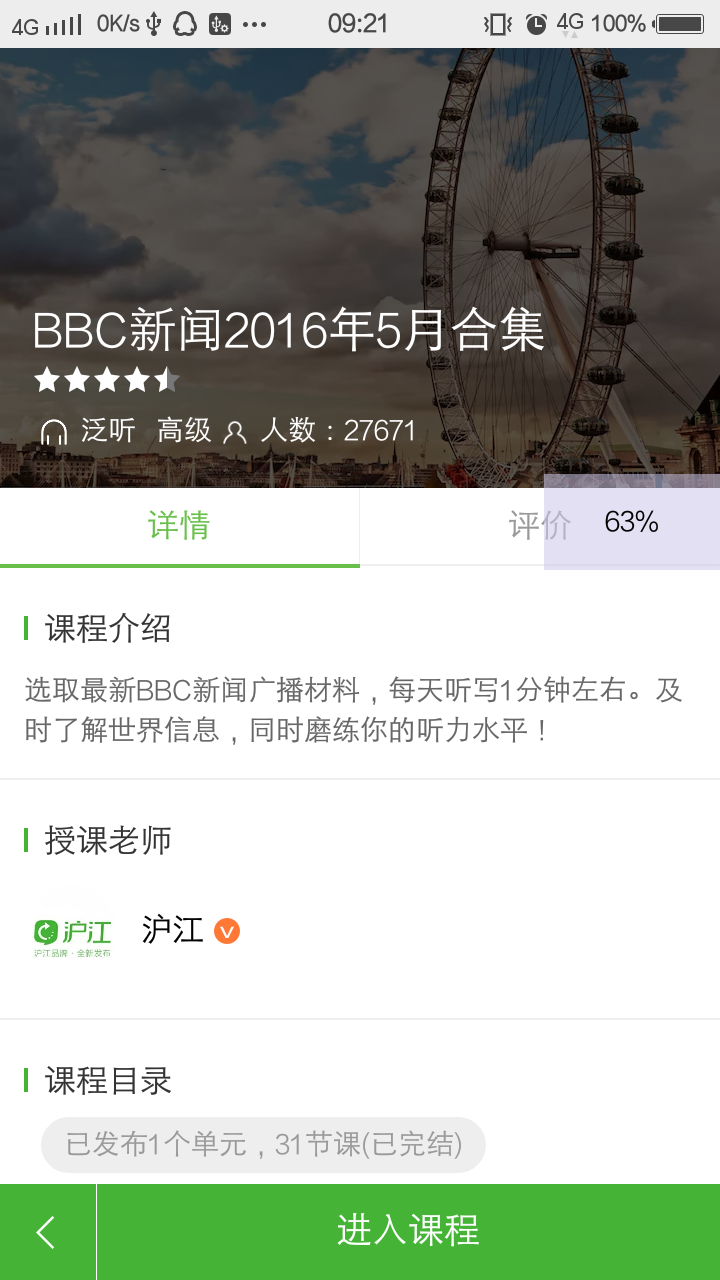 4G 0K/s 09:21 4G 100%
BBC新闻2016年5月合集
泛听 高级 人数：27671
详情 评价 63%
课程介绍
选取最新BBC新闻广播材料，每天听写1分钟左右。及
时了解世界信息，同时磨练你的听力水平！
授课老师
沪江 沪江 V
沪江品牌·全新发布
课程目录
已发布1个单元，31节课(已完结)
进入课程